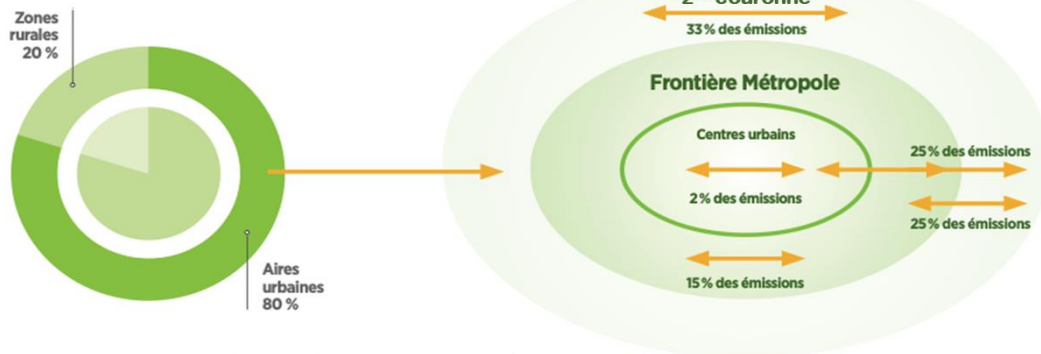 Zones
rurales
20 %
Aires
urbaines
80 %
couronne
33 % des émissions
Frontière Métropole
Centres urbains
2 % des émissions
25 % des émissions
25 % des émissions
15 % des émissions